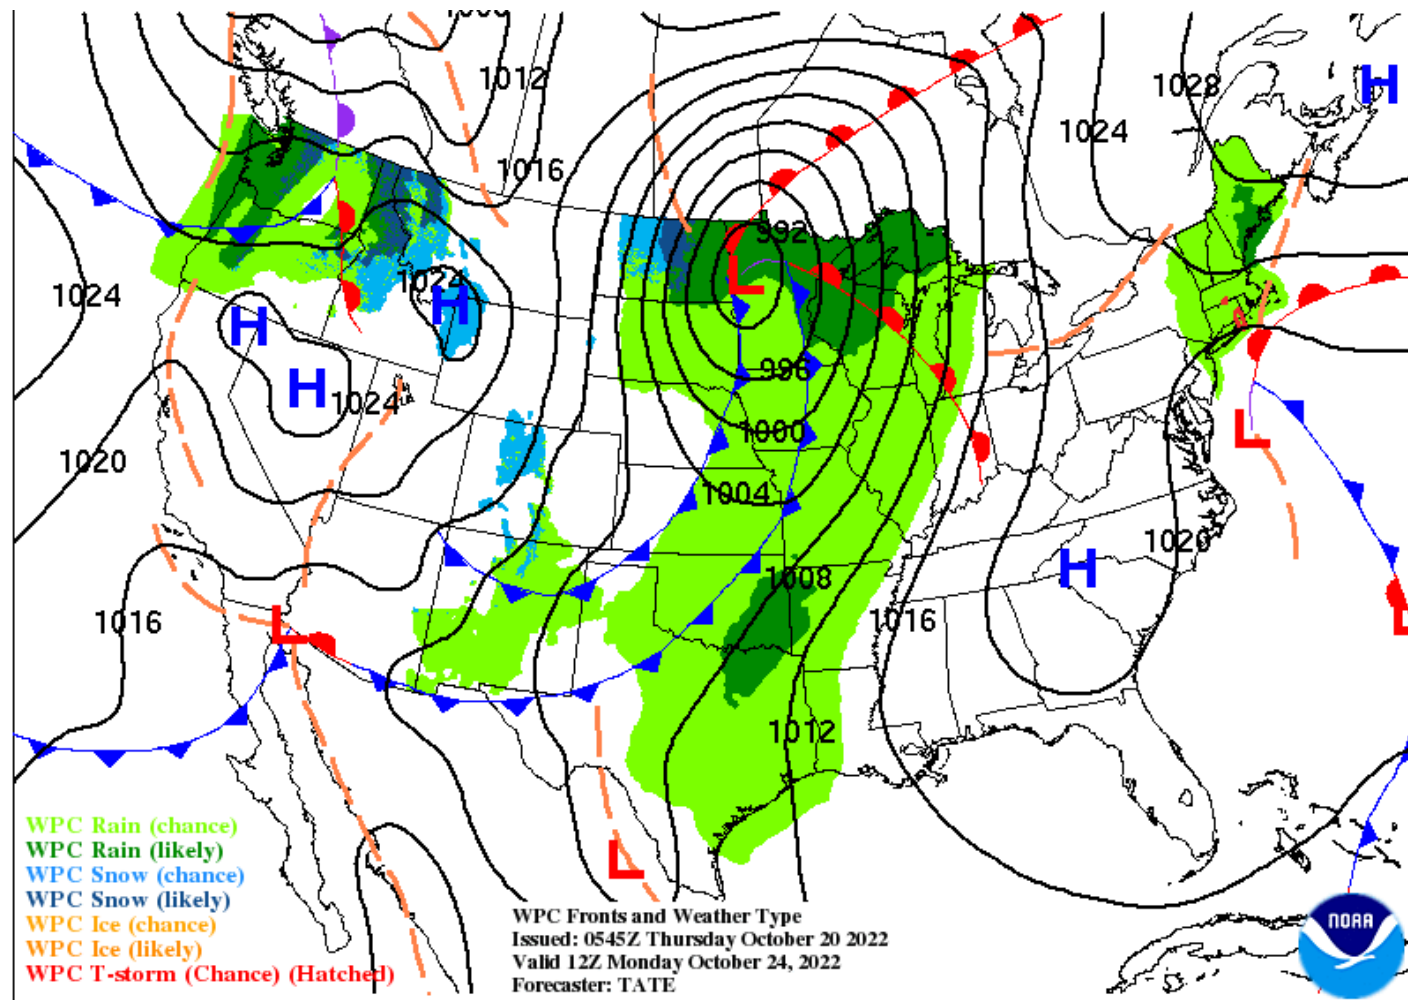 1012
1028
H
1024
1016
992
L
1024
1024
H
H
H
1024
996
1020
1000
L
1004
1020
H
1008
1016
L
1016
L
1012
L
WPC Rain (chance)
WPC Rain (likely)
WPC Snow (chance)
WPC Snow (likely)
WPC Ice (chance)
WPC Ice (likely)
WPC T-storm (Chance) (Hatched)
WPC Fronts and Weather Type
Issued: 0545Z Thursday October 20 2022
Valid 12Z Monday October 24, 2022
Forecaster: TATE
NOAA